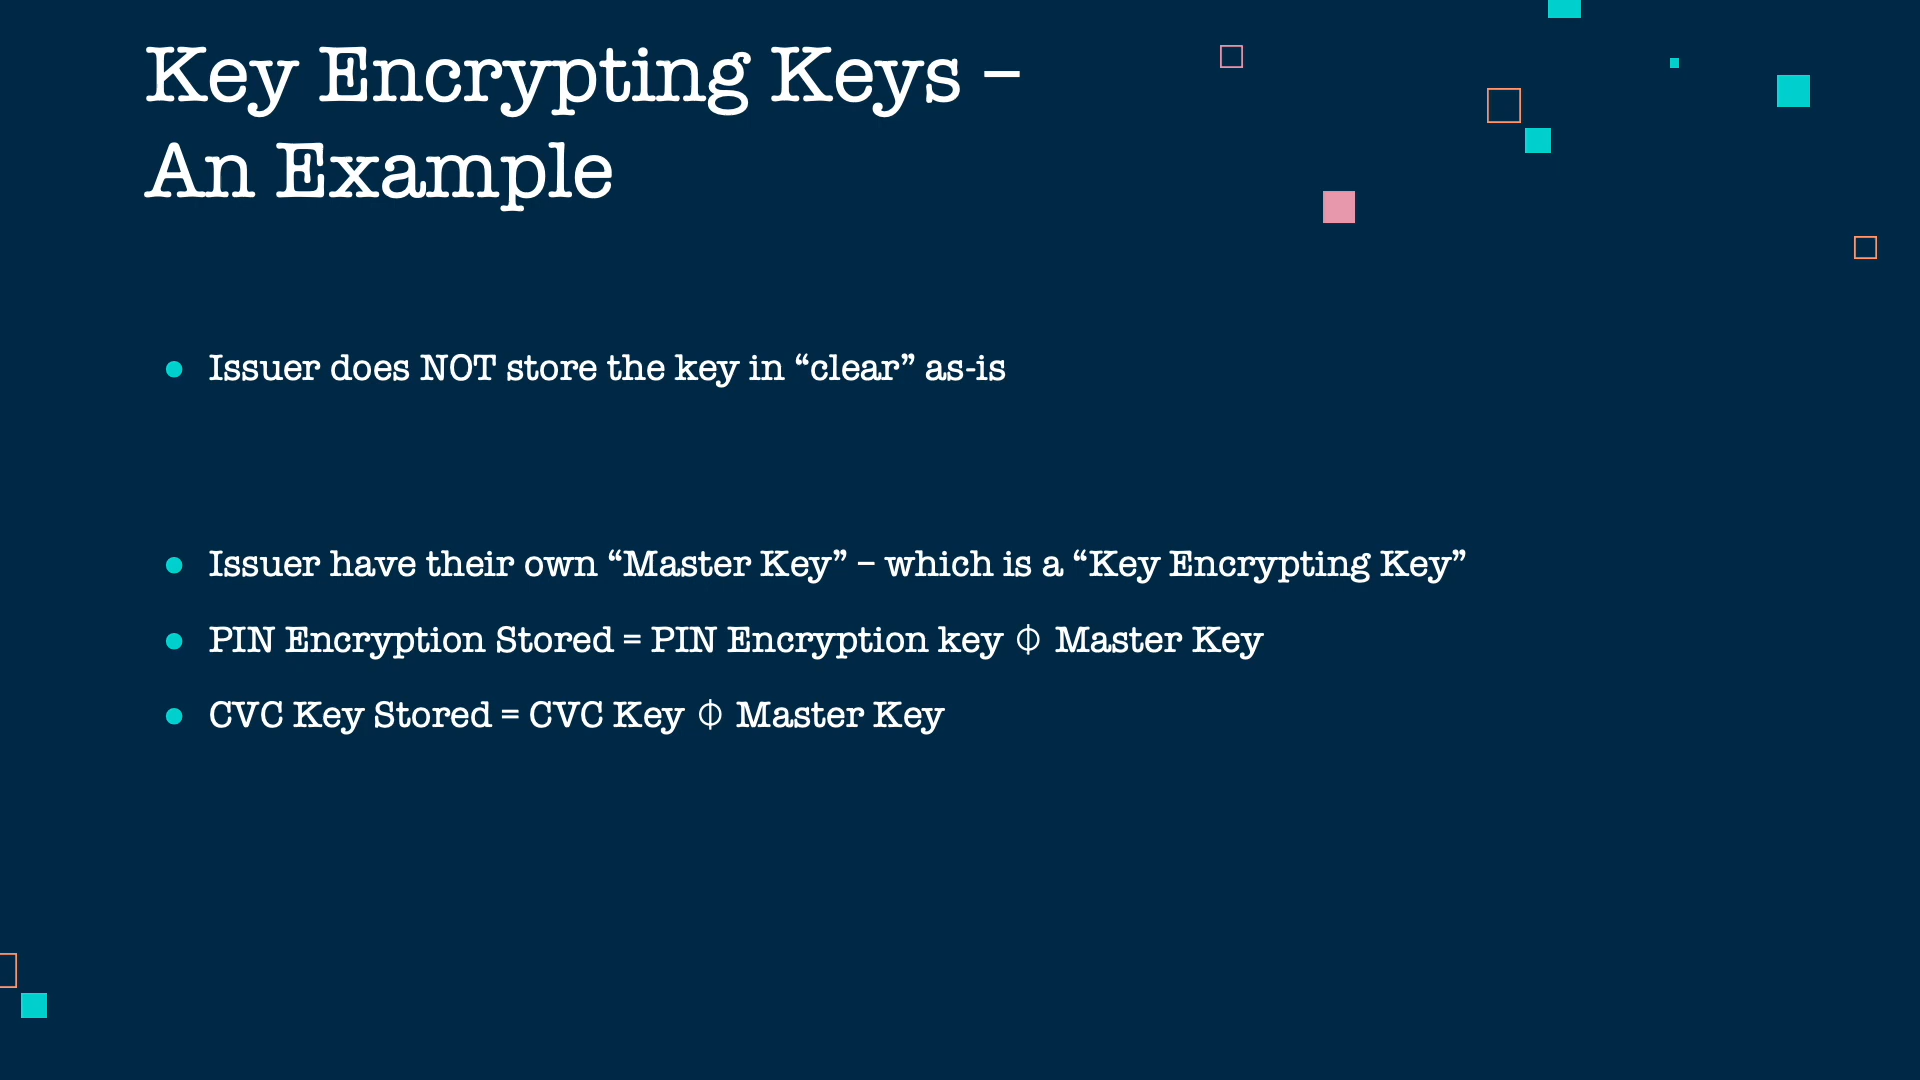 Key Encrypting Keys –
An Example
Issuer does NOT store the key in “clear” as-is
Issuer have their own “Master Key” – which is a “Key Encrypting Key”
PIN Encryption Stored = PIN Encryption key ⏀ Master Key
CVC Key Stored = CVC Key ⏀ Master Key